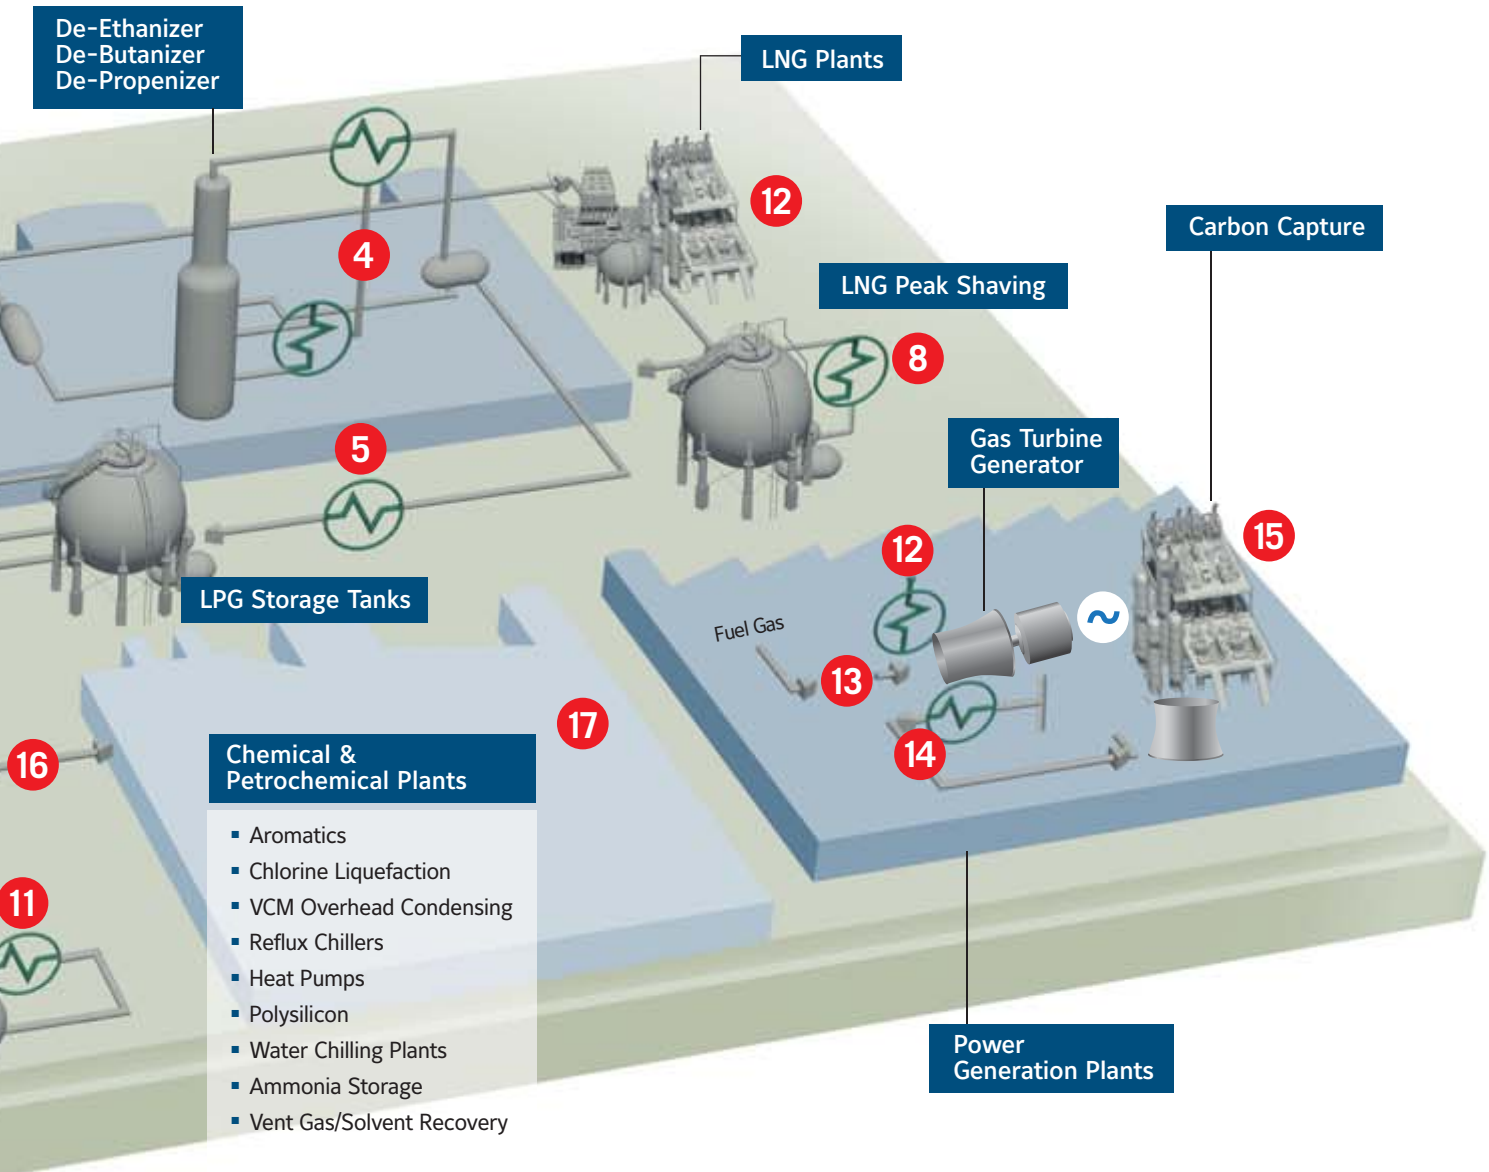 De-Ethanizer
De-Butanizer
De-Propenizer
LNG Plants
12
Carbon Capture
4
LNG Peak Shaving
8
5
Gas Turbine
Generator
12
15
LPG Storage Tanks
Fuel Gas
~
13
17
14
16
Chemical &
Petrochemical Plants
▪ Aromatics
▪ Chlorine Liquefaction
▪ VCM Overhead Condensing
▪ Reflux Chillers
▪ Heat Pumps
▪ Polysilicon
▪ Water Chilling Plants
▪ Ammonia Storage
▪ Vent Gas/Solvent Recovery
11
Power
Generation Plants